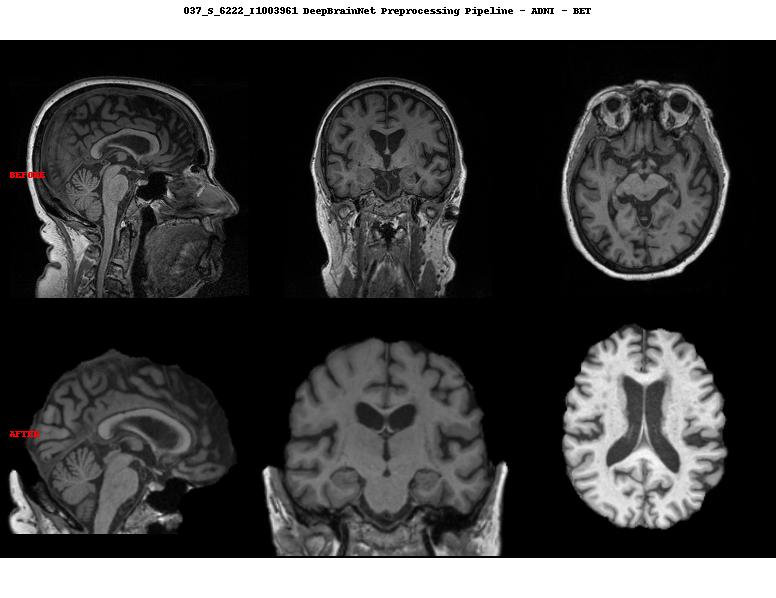 037_S_6222_I1003961 DeepBrainNet Preprocessing Pipeline - ADNI - BET
BEFORE
AFTER